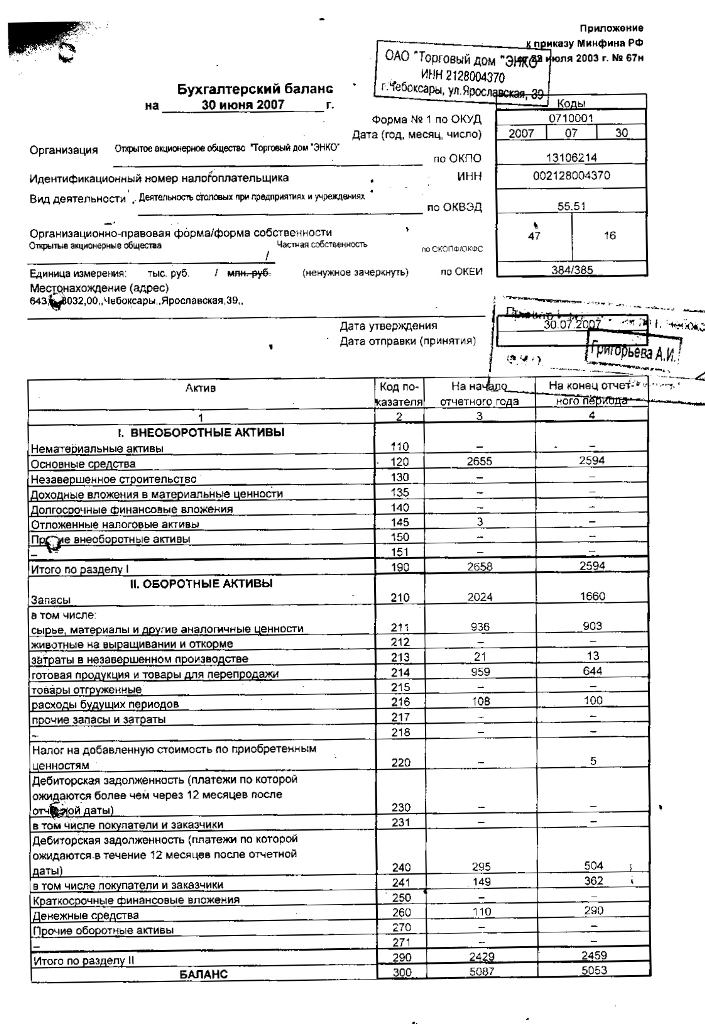 Приложение
к приказу Минфина РФ
22 июля 2003 г. № 67н
ОАО "Торговый дом "ЭНКО"
ИНН 2128004370
г.Чебоксары, ул.Ярославская, 39
Бухгалтерский баланс
на 30 июня 2007 г.
Коды
Форма № 1 по ОКУД 0710001
Дата (год, месяц, число) 2007 07 30
Организация Открытое акционерное общество "Торговый дом "ЭНКО"
по ОКПО 13106214
Идентификационный номер налогоплательщика ИНН 002128004370
Вид деятельности Деятельность столовых при предприятиях и учреждениях
по ОКВЭД 55.51
Организационно-правовая форма/форма собственности
Открытые акционерные общества / Частная собственность по ОКОПФ/ОКФС 47 16
Единица измерения: тыс. руб. / млн. руб. (ненужное зачеркнуть) по ОКЕИ 384/385
Местонахождение (адрес)
643, 8032,00,,Чебоксары,,Ярославская,39,,
Дата утверждения 30.07.2007
Дата отправки (принятия)
Григорьева А.И.
Актив Код по- На начало На конец отчет-
казателя отчетного года ного периода
1 2 3 4
I. ВНЕОБОРОТНЫЕ АКТИВЫ
Нематериальные активы 110 – –
Основные средства 120 2655 2594
Незавершенное строительство 130 – –
Доходные вложения в материальные ценности 135 – –
Долгосрочные финансовые вложения 140 – –
Отложенные налоговые активы 145 3 –
Прочие внеоборотные активы 150 – –
– 151 – –
Итого по разделу I 190 2658 2594
II. ОБОРОТНЫЕ АКТИВЫ
Запасы 210 2024 1660
в том числе:
сырье, материалы и другие аналогичные ценности 211 936 903
животные на выращивании и откорме 212 – –
затраты в незавершенном производстве 213 21 13
готовая продукция и товары для перепродажи 214 959 644
товары отгруженные 215 – –
расходы будущих периодов 216 108 100
прочие запасы и затраты 217 – –
– 218 – –
Налог на добавленную стоимость по приобретенным
ценностям 220 – 5
Дебиторская задолженность (платежи по которой
ожидаются более чем через 12 месяцев после
отчетной даты) 230 – –
в том числе покупатели и заказчики 231 – –
Дебиторская задолженность (платежи по которой
ожидаются в течение 12 месяцев после отчетной
даты) 240 295 504
в том числе покупатели и заказчики 241 149 362
Краткосрочные финансовые вложения 250 – –
Денежные средства 260 110 290
Прочие оборотные активы 270 – –
– 271 – –
Итого по разделу II 290 2429 2459
БАЛАНС 300 5087 5053